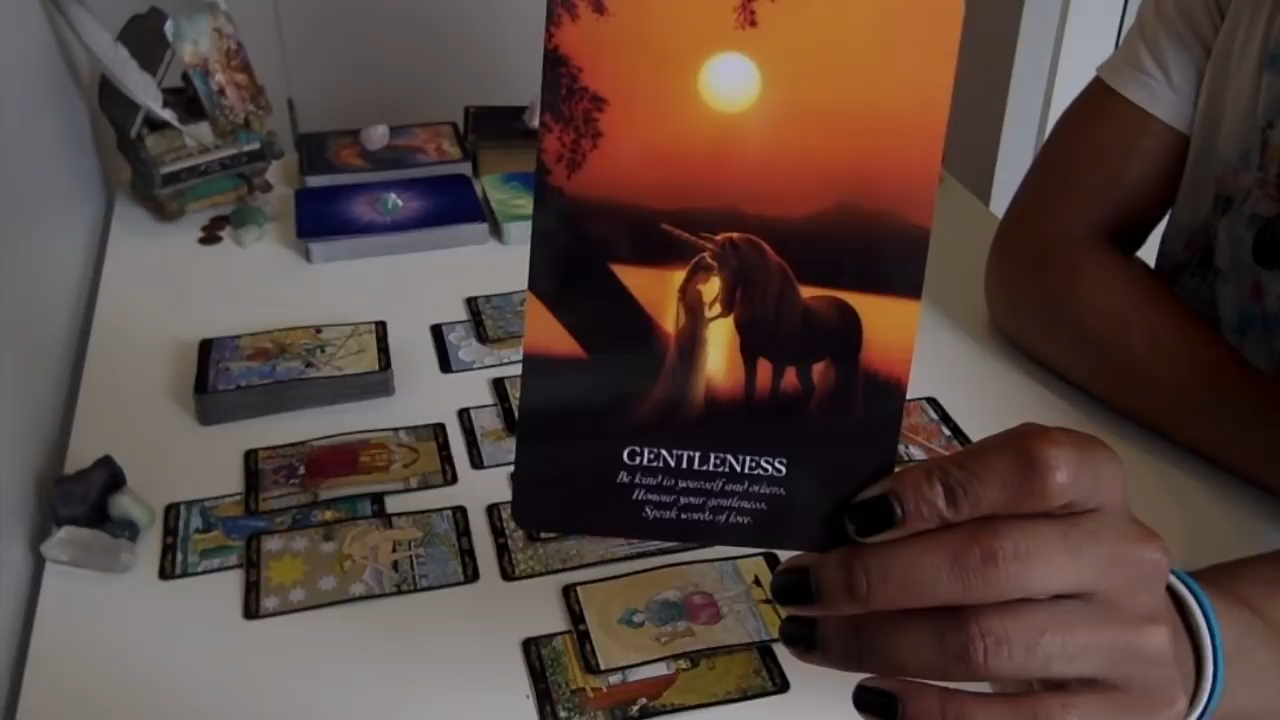 GENTLENESS
Be kind to yourself and others.
Honour your gentleness.
Speak words of love.